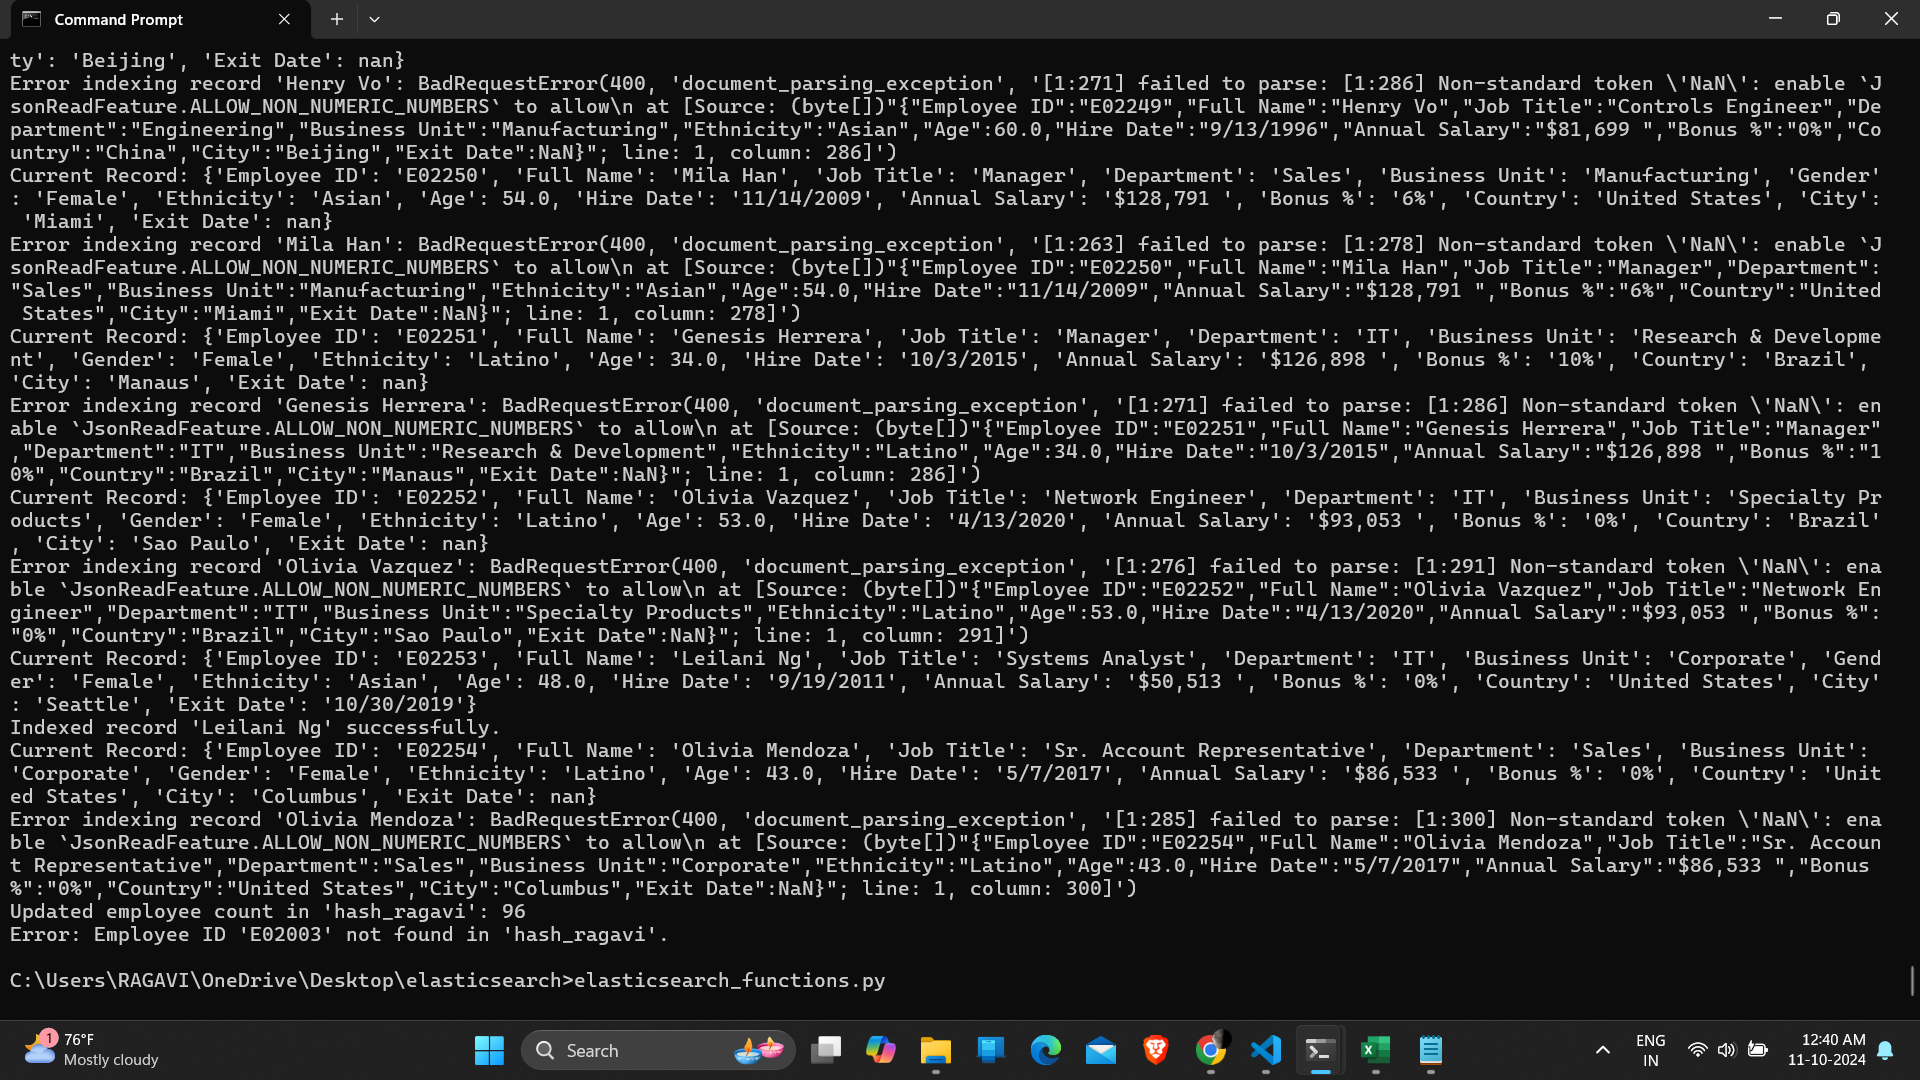 Command Prompt
ty': 'Beijing', 'Exit Date': nan}
Error indexing record 'Henry Vo': BadRequestError(400, 'document_parsing_exception', '[1:271] failed to parse: [1:286] Non-standard token \'NaN\': enable `J
sonReadFeature.ALLOW_NON_NUMERIC_NUMBERS` to allow\n at [Source: (byte[])"{"Employee ID":"E02249","Full Name":"Henry Vo","Job Title":"Controls Engineer","De
partment":"Engineering","Business Unit":"Manufacturing","Ethnicity":"Asian","Age":60.0,"Hire Date":"9/13/1996","Annual Salary":"$81,699 ","Bonus %":"0%","Co
untry":"China","City":"Beijing","Exit Date":NaN}"; line: 1, column: 286]')
Current Record: {'Employee ID': 'E02250', 'Full Name': 'Mila Han', 'Job Title': 'Manager', 'Department': 'Sales', 'Business Unit': 'Manufacturing', 'Gender'
: 'Female', 'Ethnicity': 'Asian', 'Age': 54.0, 'Hire Date': '11/14/2009', 'Annual Salary': '$128,791 ', 'Bonus %': '6%', 'Country': 'United States', 'City':
 'Miami', 'Exit Date': nan}
Error indexing record 'Mila Han': BadRequestError(400, 'document_parsing_exception', '[1:263] failed to parse: [1:278] Non-standard token \'NaN\': enable `J
sonReadFeature.ALLOW_NON_NUMERIC_NUMBERS` to allow\n at [Source: (byte[])"{"Employee ID":"E02250","Full Name":"Mila Han","Job Title":"Manager","Department":
"Sales","Business Unit":"Manufacturing","Ethnicity":"Asian","Age":54.0,"Hire Date":"11/14/2009","Annual Salary":"$128,791 ","Bonus %":"6%","Country":"United
 States","City":"Miami","Exit Date":NaN}"; line: 1, column: 278]')
Current Record: {'Employee ID': 'E02251', 'Full Name': 'Genesis Herrera', 'Job Title': 'Manager', 'Department': 'IT', 'Business Unit': 'Research & Developme
nt', 'Gender': 'Female', 'Ethnicity': 'Latino', 'Age': 34.0, 'Hire Date': '10/3/2015', 'Annual Salary': '$126,898 ', 'Bonus %': '10%', 'Country': 'Brazil',
'City': 'Manaus', 'Exit Date': nan}
Error indexing record 'Genesis Herrera': BadRequestError(400, 'document_parsing_exception', '[1:271] failed to parse: [1:286] Non-standard token \'NaN\': en
able `JsonReadFeature.ALLOW_NON_NUMERIC_NUMBERS` to allow\n at [Source: (byte[])"{"Employee ID":"E02251","Full Name":"Genesis Herrera","Job Title":"Manager"
,"Department":"IT","Business Unit":"Research & Development","Ethnicity":"Latino","Age":34.0,"Hire Date":"10/3/2015","Annual Salary":"$126,898 ","Bonus %":"1
0%","Country":"Brazil","City":"Manaus","Exit Date":NaN}"; line: 1, column: 286]')
Current Record: {'Employee ID': 'E02252', 'Full Name': 'Olivia Vazquez', 'Job Title': 'Network Engineer', 'Department': 'IT', 'Business Unit': 'Specialty Pr
oducts', 'Gender': 'Female', 'Ethnicity': 'Latino', 'Age': 53.0, 'Hire Date': '4/13/2020', 'Annual Salary': '$93,053 ', 'Bonus %': '0%', 'Country': 'Brazil'
, 'City': 'Sao Paulo', 'Exit Date': nan}
Error indexing record 'Olivia Vazquez': BadRequestError(400, 'document_parsing_exception', '[1:276] failed to parse: [1:291] Non-standard token \'NaN\': ena
ble `JsonReadFeature.ALLOW_NON_NUMERIC_NUMBERS` to allow\n at [Source: (byte[])"{"Employee ID":"E02252","Full Name":"Olivia Vazquez","Job Title":"Network En
gineer","Department":"IT","Business Unit":"Specialty Products","Ethnicity":"Latino","Age":53.0,"Hire Date":"4/13/2020","Annual Salary":"$93,053 ","Bonus %":
"0%","Country":"Brazil","City":"Sao Paulo","Exit Date":NaN}"; line: 1, column: 291]')
Current Record: {'Employee ID': 'E02253', 'Full Name': 'Leilani Ng', 'Job Title': 'Systems Analyst', 'Department': 'IT', 'Business Unit': 'Corporate', 'Gend
er': 'Female', 'Ethnicity': 'Asian', 'Age': 48.0, 'Hire Date': '9/19/2011', 'Annual Salary': '$50,513 ', 'Bonus %': '0%', 'Country': 'United States', 'City'
: 'Seattle', 'Exit Date': '10/30/2019'}
Indexed record 'Leilani Ng' successfully.
Current Record: {'Employee ID': 'E02254', 'Full Name': 'Olivia Mendoza', 'Job Title': 'Sr. Account Representative', 'Department': 'Sales', 'Business Unit':
'Corporate', 'Gender': 'Female', 'Ethnicity': 'Latino', 'Age': 43.0, 'Hire Date': '5/7/2017', 'Annual Salary': '$86,533 ', 'Bonus %': '0%', 'Country': 'Unit
ed States', 'City': 'Columbus', 'Exit Date': nan}
Error indexing record 'Olivia Mendoza': BadRequestError(400, 'document_parsing_exception', '[1:285] failed to parse: [1:300] Non-standard token \'NaN\': ena
ble `JsonReadFeature.ALLOW_NON_NUMERIC_NUMBERS` to allow\n at [Source: (byte[])"{"Employee ID":"E02254","Full Name":"Olivia Mendoza","Job Title":"Sr. Accoun
t Representative","Department":"Sales","Business Unit":"Corporate","Ethnicity":"Latino","Age":43.0,"Hire Date":"5/7/2017","Annual Salary":"$86,533 ","Bonus
%":"0%","Country":"United States","City":"Columbus","Exit Date":NaN}"; line: 1, column: 300]')
Updated employee count in 'hash_ragavi': 96
Error: Employee ID 'E02003' not found in 'hash_ragavi'.
C:\Users\RAGAVI\OneDrive\Desktop\elasticsearch>elasticsearch_functions.py
1
76°F
Mostly cloudy
Search
ENG
IN
12:40 AM
11-10-2024